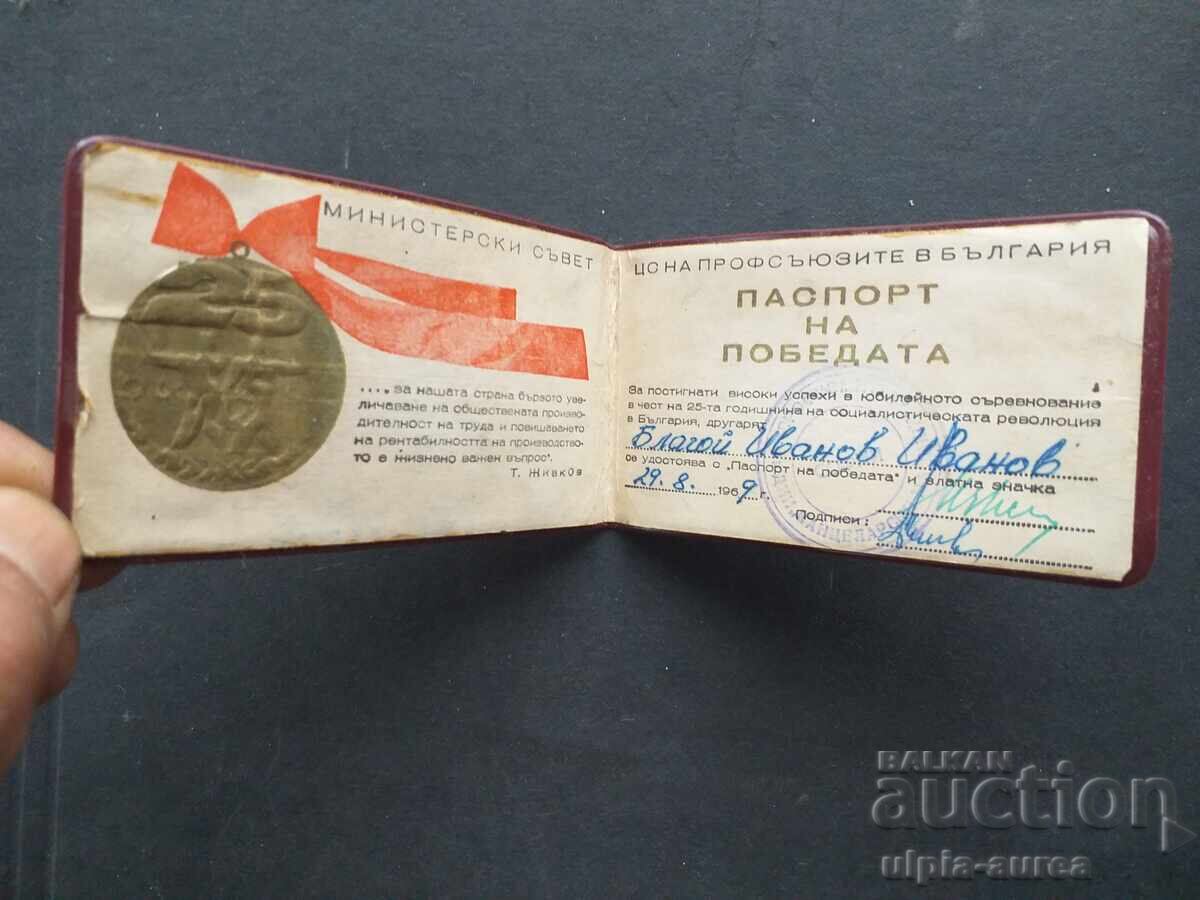 МИНИСТЕРСКИ СЪВЕТ
25
"...за нашата страна бързото уве-
личаване на обществената произво-
дителност на труда и повишаването
на рентабилността на производство-
то е жизнено важен въпрос".
Т. Живков
ЦС НА ПРОФСЪЮЗИТЕ В БЪЛГАРИЯ
ПАСПОРТ
НА
ПОБЕДАТА
За постигнати високи успехи в юбилейното съревнование
в чест на 25-та годишнина на социалистическата революция
в България, другарят
Благой Иванов Иванов
се удостоява с „Паспорт на победата" и златна значка
29.8. 1969 г.
Подписи:
BALKAN
auction
ulpia-aurea